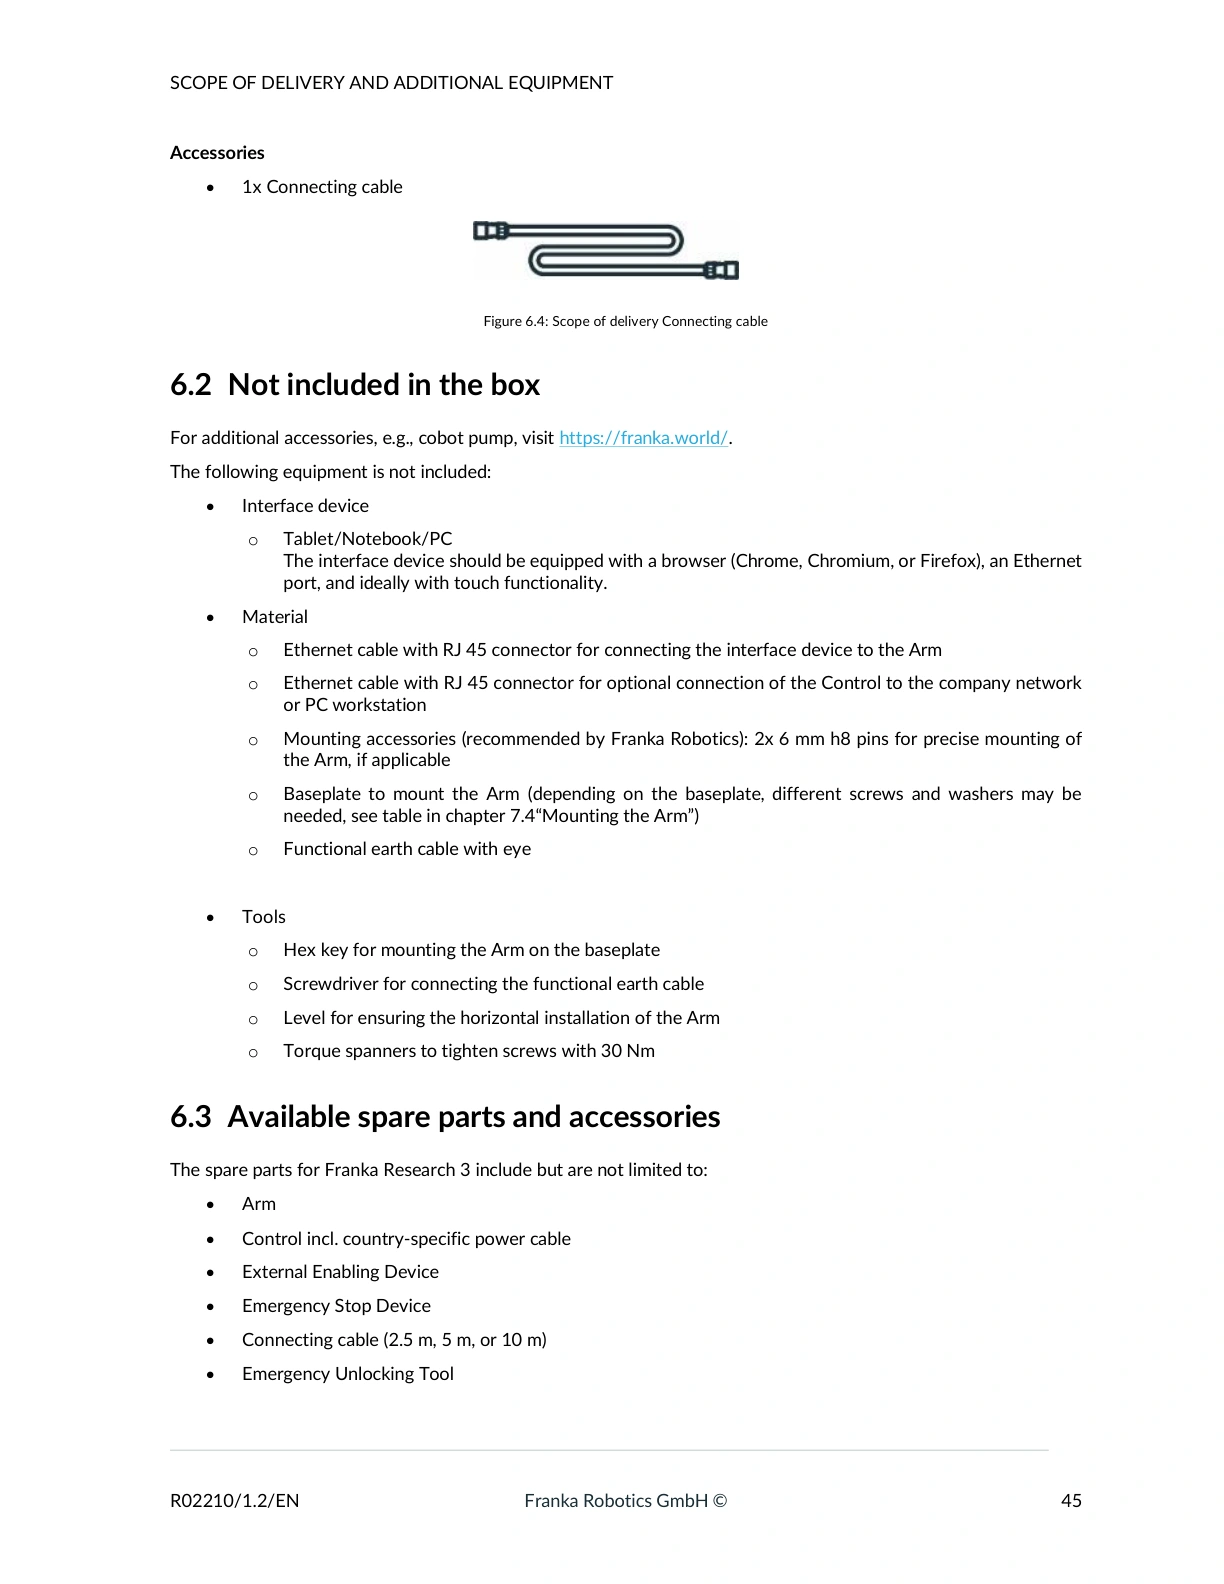 SCOPE OF DELIVERY AND ADDITIONAL EQUIPMENT
Accessories
• 1x Connecting cable
Figure 6.4: Scope of delivery Connecting cable
6.2 Not included in the box
For additional accessories, e.g., cobot pump, visit https://franka.world/.
The following equipment is not included:
• Interface device
o Tablet/Notebook/PC
The interface device should be equipped with a browser (Chrome, Chromium, or Firefox), an Ethernet
port, and ideally with touch functionality.
• Material
o Ethernet cable with RJ 45 connector for connecting the interface device to the Arm
o Ethernet cable with RJ 45 connector for optional connection of the Control to the company network
or PC workstation
o Mounting accessories (recommended by Franka Robotics): 2x 6 mm h8 pins for precise mounting of
the Arm, if applicable
o Baseplate to mount the Arm (depending on the baseplate, different screws and washers may be
needed, see table in chapter 7.4“Mounting the Arm”)
o Functional earth cable with eye
• Tools
o Hex key for mounting the Arm on the baseplate
o Screwdriver for connecting the functional earth cable
o Level for ensuring the horizontal installation of the Arm
o Torque spanners to tighten screws with 30 Nm
6.3 Available spare parts and accessories
The spare parts for Franka Research 3 include but are not limited to:
• Arm
• Control incl. country-specific power cable
• External Enabling Device
• Emergency Stop Device
• Connecting cable (2.5 m, 5 m, or 10 m)
• Emergency Unlocking Tool
R02210/1.2/EN
Franka Robotics GmbH ©
45